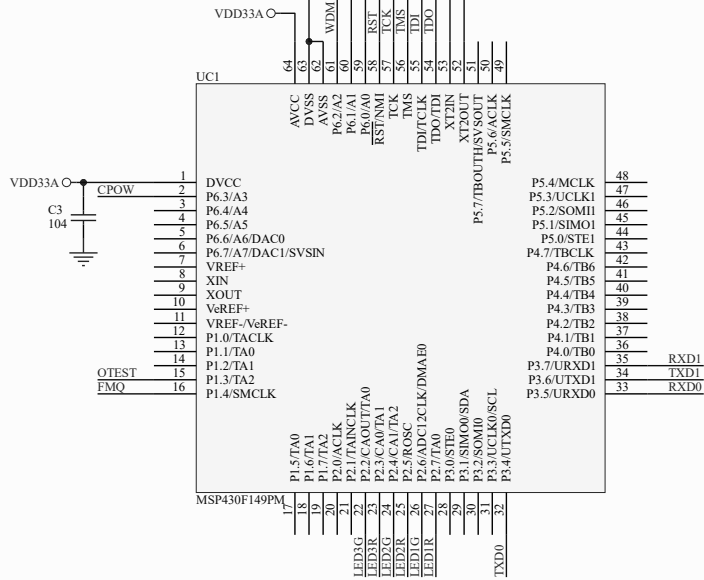 VDD33A
WDM
RST
TCK
TMS
TDI
TDO
64
63
62
61
60
59
58
57
56
55
54
53
52
51
50
49
UC1
AVCC
DVSS
AVSS
P6.2/A2
P6.1/A1
P6.0/A0
RST/NMI
TCK
TMS
TDI/TCLK
TDO/TDI
XT2IN
XT2OUT
P5.7/TBOUTH/SVSOUT
P5.6/ACLK
P5.5/SMCLK
VDD33A
C3
104
CPOW
OTEST
FMQ
1 DVCC
2 P6.3/A3
3 P6.4/A4
4 P6.5/A5
5 P6.6/A6/DAC0
6 P6.7/A7/DAC1/SVSIN
7 VREF+
8 XIN
9 XOUT
10 VeREF+
11 VREF-/VeREF-
12 P1.0/TACLK
13 P1.1/TA0
14 P1.2/TA1
15 P1.3/TA2
16 P1.4/SMCLK
P5.4/MCLK 48
P5.3/UCLK1 47
P5.2/SOMI1 46
P5.1/SIMO1 45
P5.0/STE1 44
P4.7/TBCLK 43
P4.6/TB6 42
P4.5/TB5 41
P4.4/TB4 40
P4.3/TB3 39
P4.2/TB2 38
P4.1/TB1 37
P4.0/TB0 36
P3.7/URXD1 35 RXD1
P3.6/UTXD1 34 TXD1
P3.5/URXD0 33 RXD0
P1.5/TA0
P1.6/TA1
P1.7/TA2
P2.0/ACLK
P2.1/TAINCLK
P2.2/CAOUT/TA0
P2.3/CA0/TA1
P2.4/CA1/TA2
P2.5/ROSC
P2.6/ADC12CLK/DMAE0
P2.7/TA0
P3.0/STE0
P3.1/SIMO0/SDA
P3.2/SOMI0
P3.3/UCLK0/SCL
P3.4/UTXD0
MSP430F149PM
17
18
19
20
21
22
23
24
25
26
27
28
29
30
31
32
LED3G
LED3R
LED2G
LED2R
LED1G
LED1R
TXD0